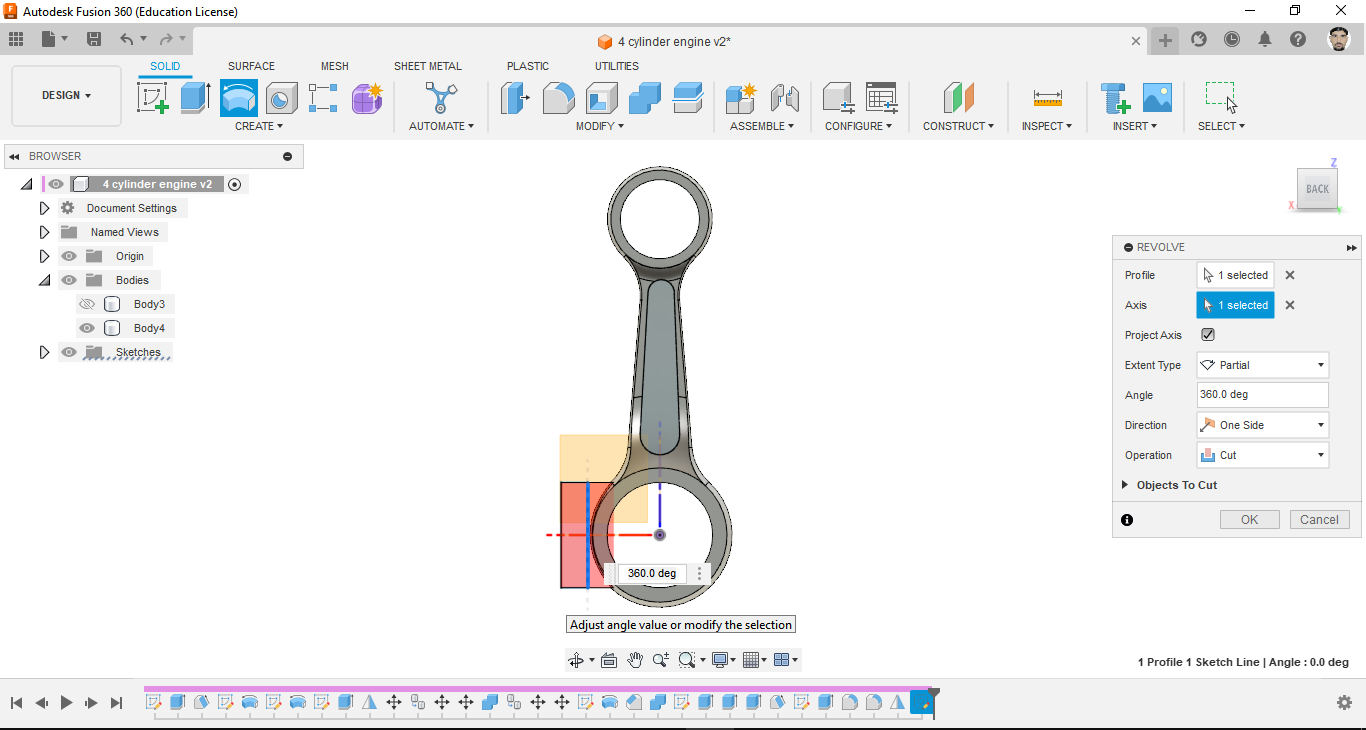 Autodesk Fusion 360 (Education License)
4 cylinder engine v2*
SOLID SURFACE MESH SHEET METAL PLASTIC UTILITIES
DESIGN
CREATE AUTOMATE MODIFY ASSEMBLE CONFIGURE CONSTRUCT INSPECT INSERT SELECT
BROWSER
4 cylinder engine v2
Document Settings
Named Views
Origin
Bodies
Body3
Body4
Sketches
Z
BACK
X
REVOLVE
Profile 1 selected
Axis 1 selected
Project Axis
Extent Type Partial
Angle 360.0 deg
Direction One Side
Operation Cut
Objects To Cut
OK Cancel
360.0 deg
Adjust angle value or modify the selection
1 Profile 1 Sketch Line | Angle : 0.0 deg